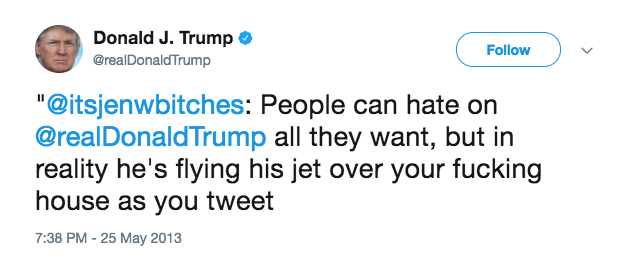 Donald J. Trump
@realDonaldTrump
Follow
"@itsjenwbitches: People can hate on
@realDonaldTrump all they want, but in
reality he's flying his jet over your fucking
house as you tweet
7:38 PM - 25 May 2013